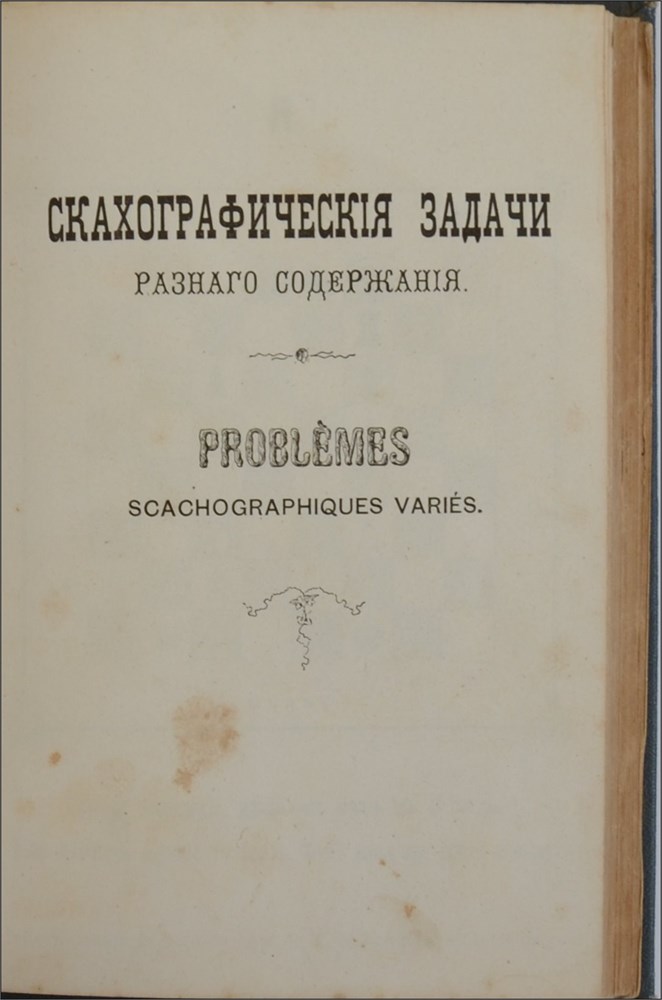 СКАХОГРАФИЧЕСКІЯ ЗАДАЧИ
РАЗНАГО СОДЕРЖАНІЯ.
PROBLÈMES
SCACHOGRAPHIQUES VARIÉS.